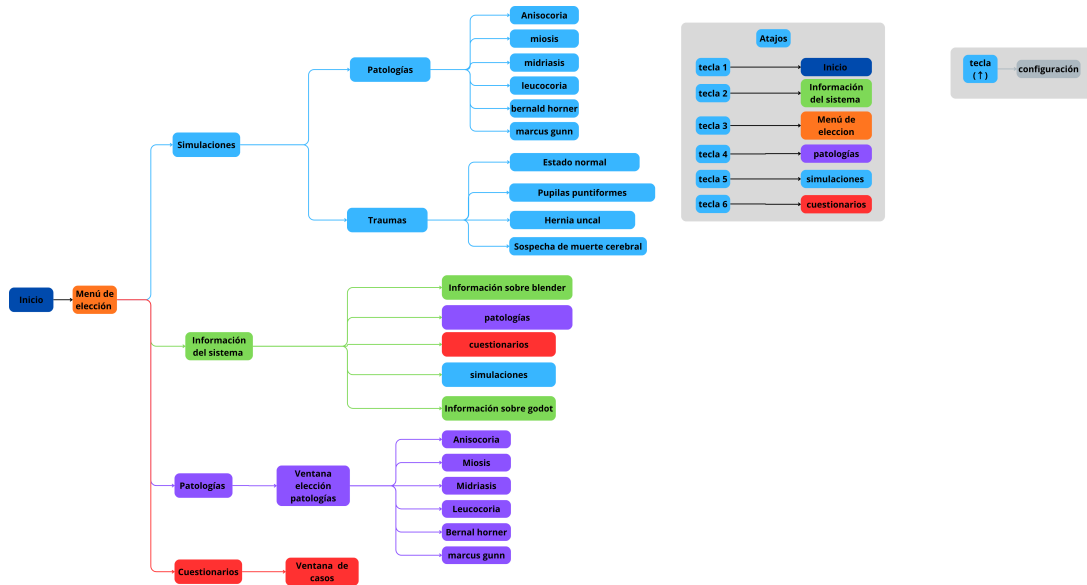 Inicio
Menú de
elección
Simulaciones
Patologías
Anisocoria
miosis
midriasis
leucocoria
bernald horner
marcus gunn
Traumas
Estado normal
Pupilas puntiformes
Hernia uncal
Sospecha de muerte cerebral
Información
del sistema
Información sobre blender
patologías
cuestionarios
simulaciones
Información sobre godot
Patologías
Ventana
elección
patologías
Anisocoria
Miosis
Midriasis
Leucocoria
Bernal horner
marcus gunn
Cuestionarios
Ventana de
casos
Atajos
tecla 1
Inicio
tecla 2
Información
del sistema
tecla 3
Menú de
eleccion
tecla 4
patologías
tecla 5
simulaciones
tecla 6
cuestionarios
tecla
(↑)
configuración